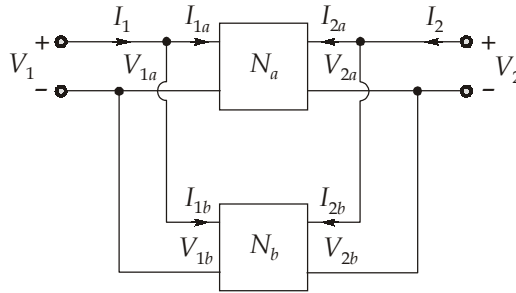 I₁ I₁ₐ I₂ₐ I₂
+ +
V₁ V₁ₐ Nₐ V₂ₐ V₂
- -
I₁b I₂b
V₁b Nb V₂b